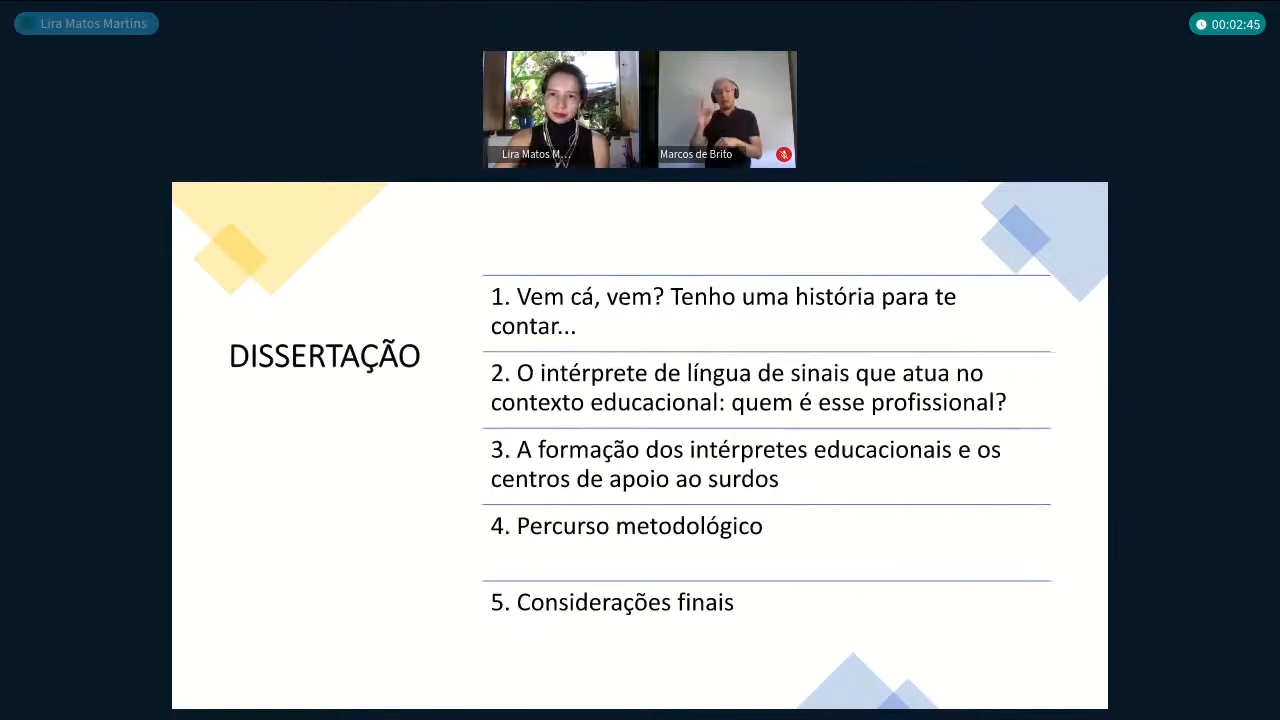 Lira Matos Martins
00:02:45
Lira Matos M...
Marcos de Brito
DISSERTAÇÃO
1. Vem cá, vem? Tenho uma história para te
contar...
2. O intérprete de língua de sinais que atua no
contexto educacional: quem é esse profissional?
3. A formação dos intérpretes educacionais e os
centros de apoio ao surdos
4. Percurso metodológico
5. Considerações finais